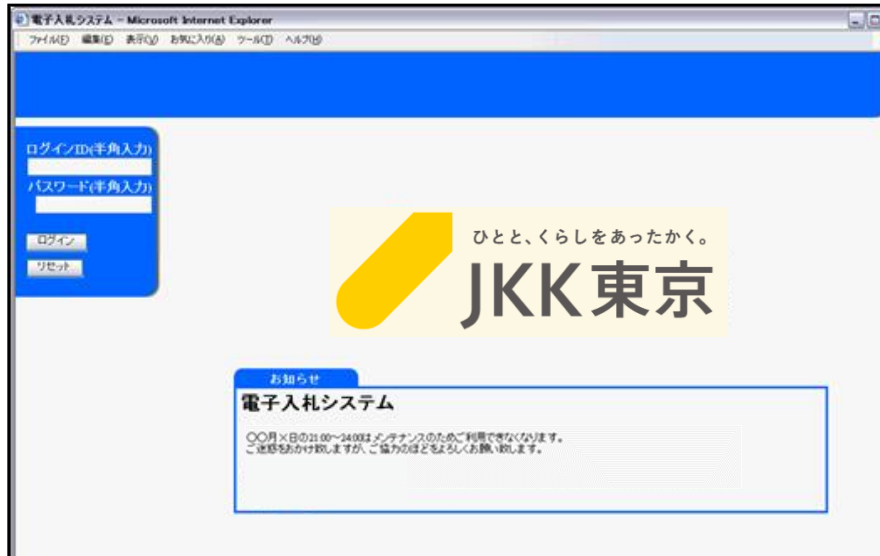 電子入札システム - Microsoft Internet Explorer
ファイル(F) 編集(E) 表示(V) お気に入り(A) ツール(T) ヘルプ(H)
ログインID(半角入力)
パスワード(半角入力)
ログイン
リセット
ひとと、くらしをあったかく。
JKK東京
お知らせ
電子入札システム
〇〇月×日の21:00~24:00はメンテナンスのためご利用できなくなります。
ご迷惑をおかけ致しますが、ご協力のほどをよろしくお願い致します。